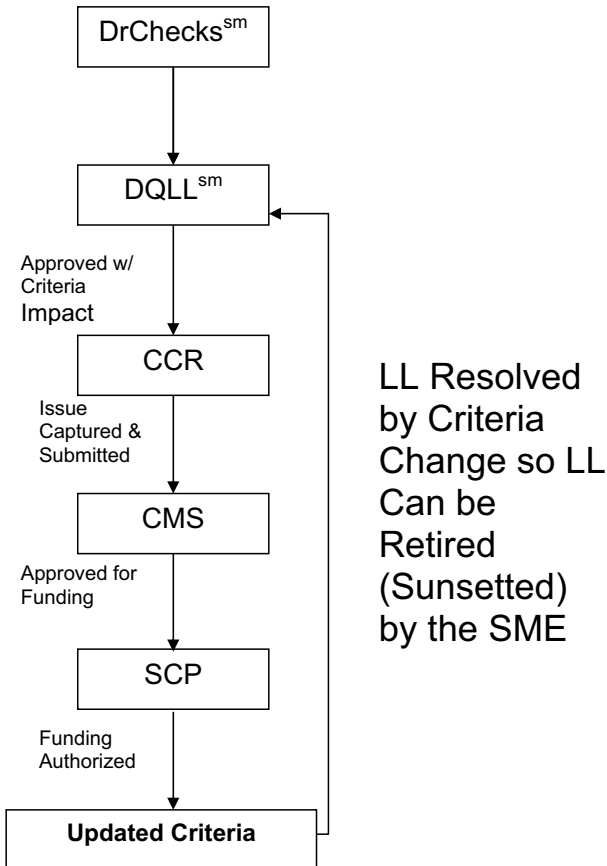 DrChecks^sm
DQLL^sm
Approved w/
Criteria
Impact
CCR
Issue
Captured &
Submitted
CMS
Approved for
Funding
SCP
Funding
Authorized
Updated Criteria
LL Resolved
by Criteria
Change so LL
Can be
Retired
(Sunsetted)
by the SME